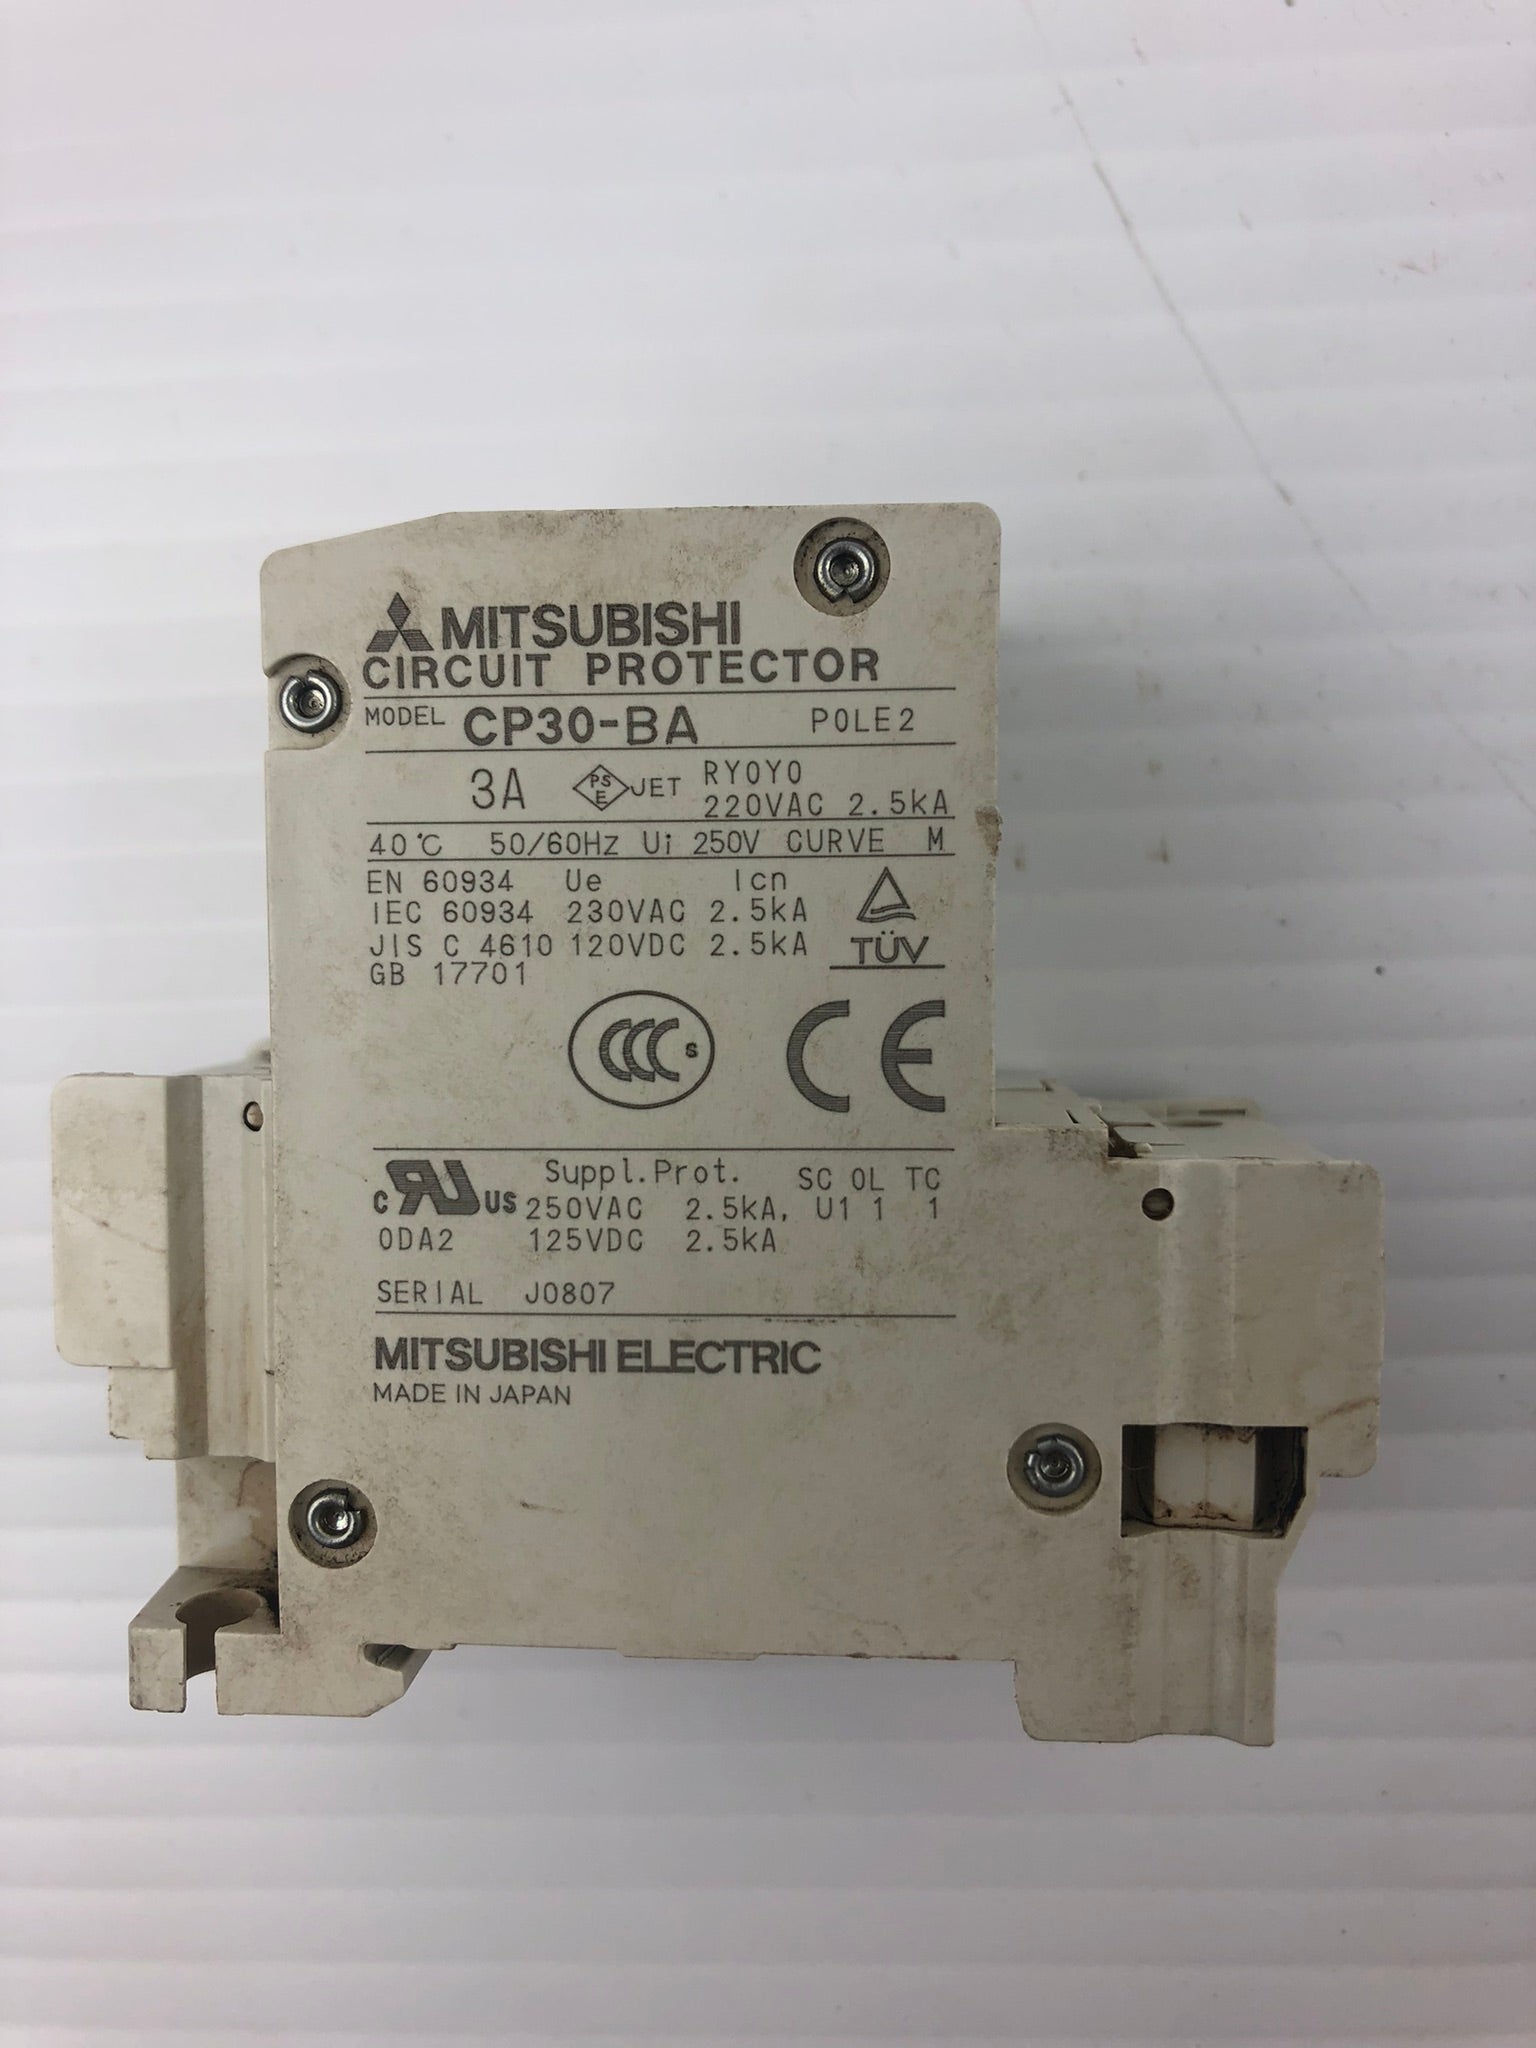 MITSUBISHI
CIRCUIT PROTECTOR
MODEL CP30-BA POLE2
3A PS E JET RYOYO
220VAC 2.5kA
40℃ 50/60Hz Ui 250V CURVE M
EN 60934 Ue Icn
IEC 60934 230VAC 2.5kA
JIS C 4610 120VDC 2.5kA
GB 17701
TÜV
CCC S CE
Suppl.Prot. SC OL TC
c RU US 250VAC 2.5kA, U1 1 1
ODA2 125VDC 2.5kA
SERIAL J0807
MITSUBISHI ELECTRIC
MADE IN JAPAN